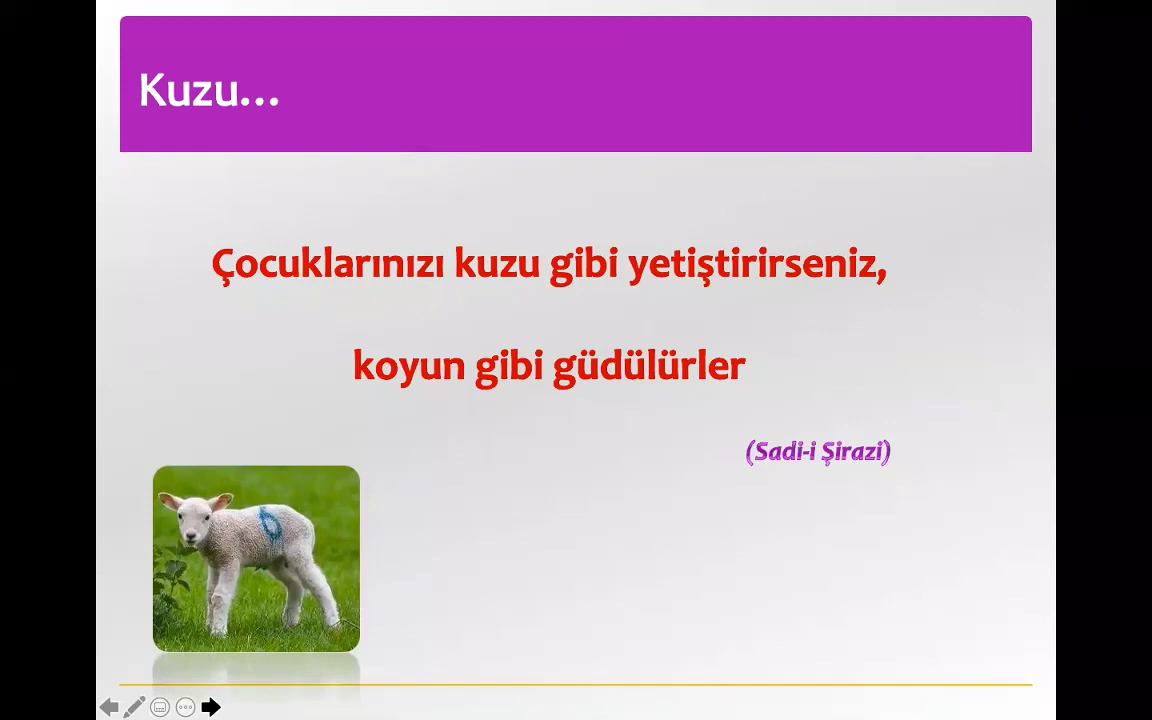 Kuzu...
Çocuklarınızı kuzu gibi yetiştirirseniz,
koyun gibi güdülürler
(Sadi-i Şirazi)